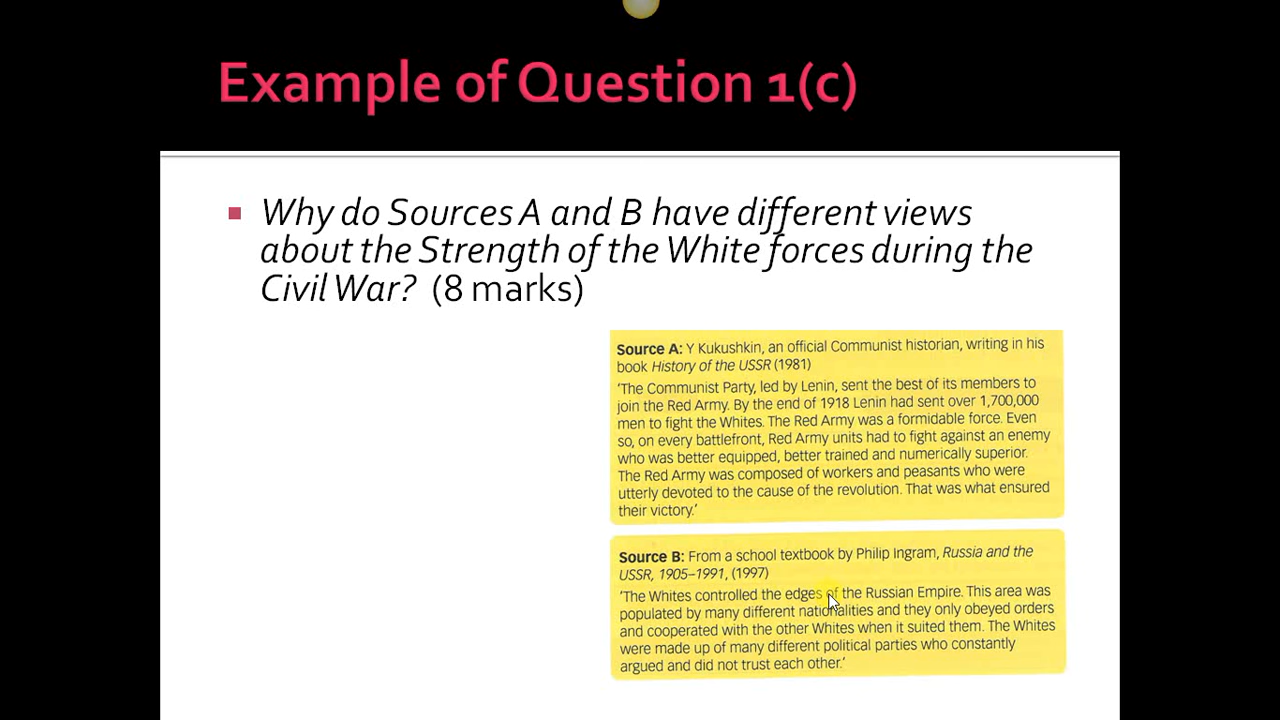 Example of Question 1(c)
Why do Sources A and B have different views
about the Strength of the White forces during the
Civil War? (8 marks)
Source A: Y Kukushkin, an official Communist historian, writing in his
book History of the USSR (1981)
'The Communist Party, led by Lenin, sent the best of its members to
join the Red Army. By the end of 1918 Lenin had sent over 1,700,000
men to fight the Whites. The Red Army was a formidable force. Even
so, on every battlefront, Red Army units had to fight against an enemy
who was better equipped, better trained and numerically superior.
The Red Army was composed of workers and peasants who were
utterly devoted to the cause of the revolution. That was what ensured
their victory.'
Source B: From a school textbook by Philip Ingram, Russia and the
USSR, 1905–1991, (1997)
'The Whites controlled the edges of the Russian Empire. This area was
populated by many different nationalities and they only obeyed orders
and cooperated with the other Whites when it suited them. The Whites
were made up of many different political parties who constantly
argued and did not trust each other.'